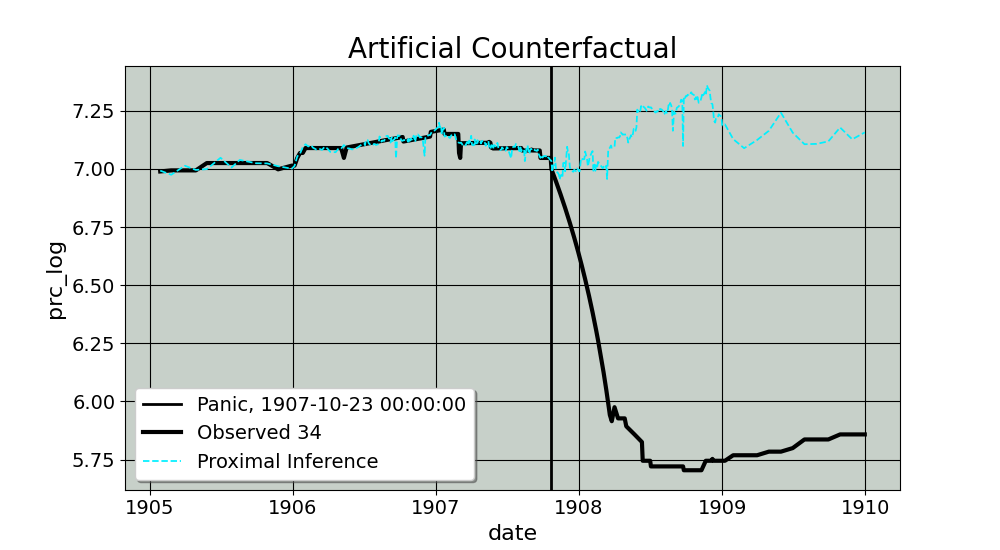 Artificial Counterfactual
prc_log
7.25
7.00
6.75
6.50
6.25
6.00
5.75
Panic, 1907-10-23 00:00:00
Observed 34
Proximal Inference
1905 1906 1907 1908 1909 1910
date